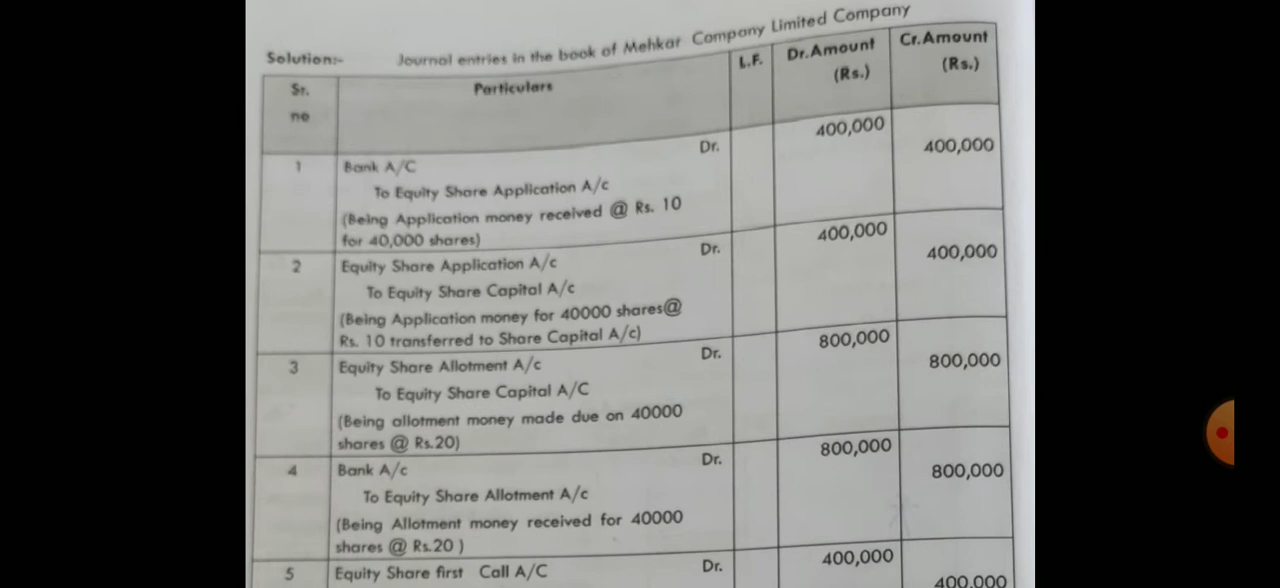 Solution:- Journal entries in the book of Mehkar Company Limited Company
Sr. no Particulars L.F. Dr.Amount (Rs.) Cr.Amount (Rs.)
1 Bank A/C Dr. 400,000
To Equity Share Application A/c 400,000
(Being Application money received @ Rs. 10
for 40,000 shares)
2 Equity Share Application A/c Dr. 400,000
To Equity Share Capital A/c 400,000
(Being Application money for 40000 shares@
Rs. 10 transferred to Share Capital A/c)
3 Equity Share Allotment A/c Dr. 800,000
To Equity Share Capital A/C 800,000
(Being allotment money made due on 40000
shares @ Rs.20)
4 Bank A/c Dr. 800,000
To Equity Share Allotment A/c 800,000
(Being Allotment money received for 40000
shares @ Rs.20 )
5 Equity Share first Call A/C Dr. 400,000
400,000